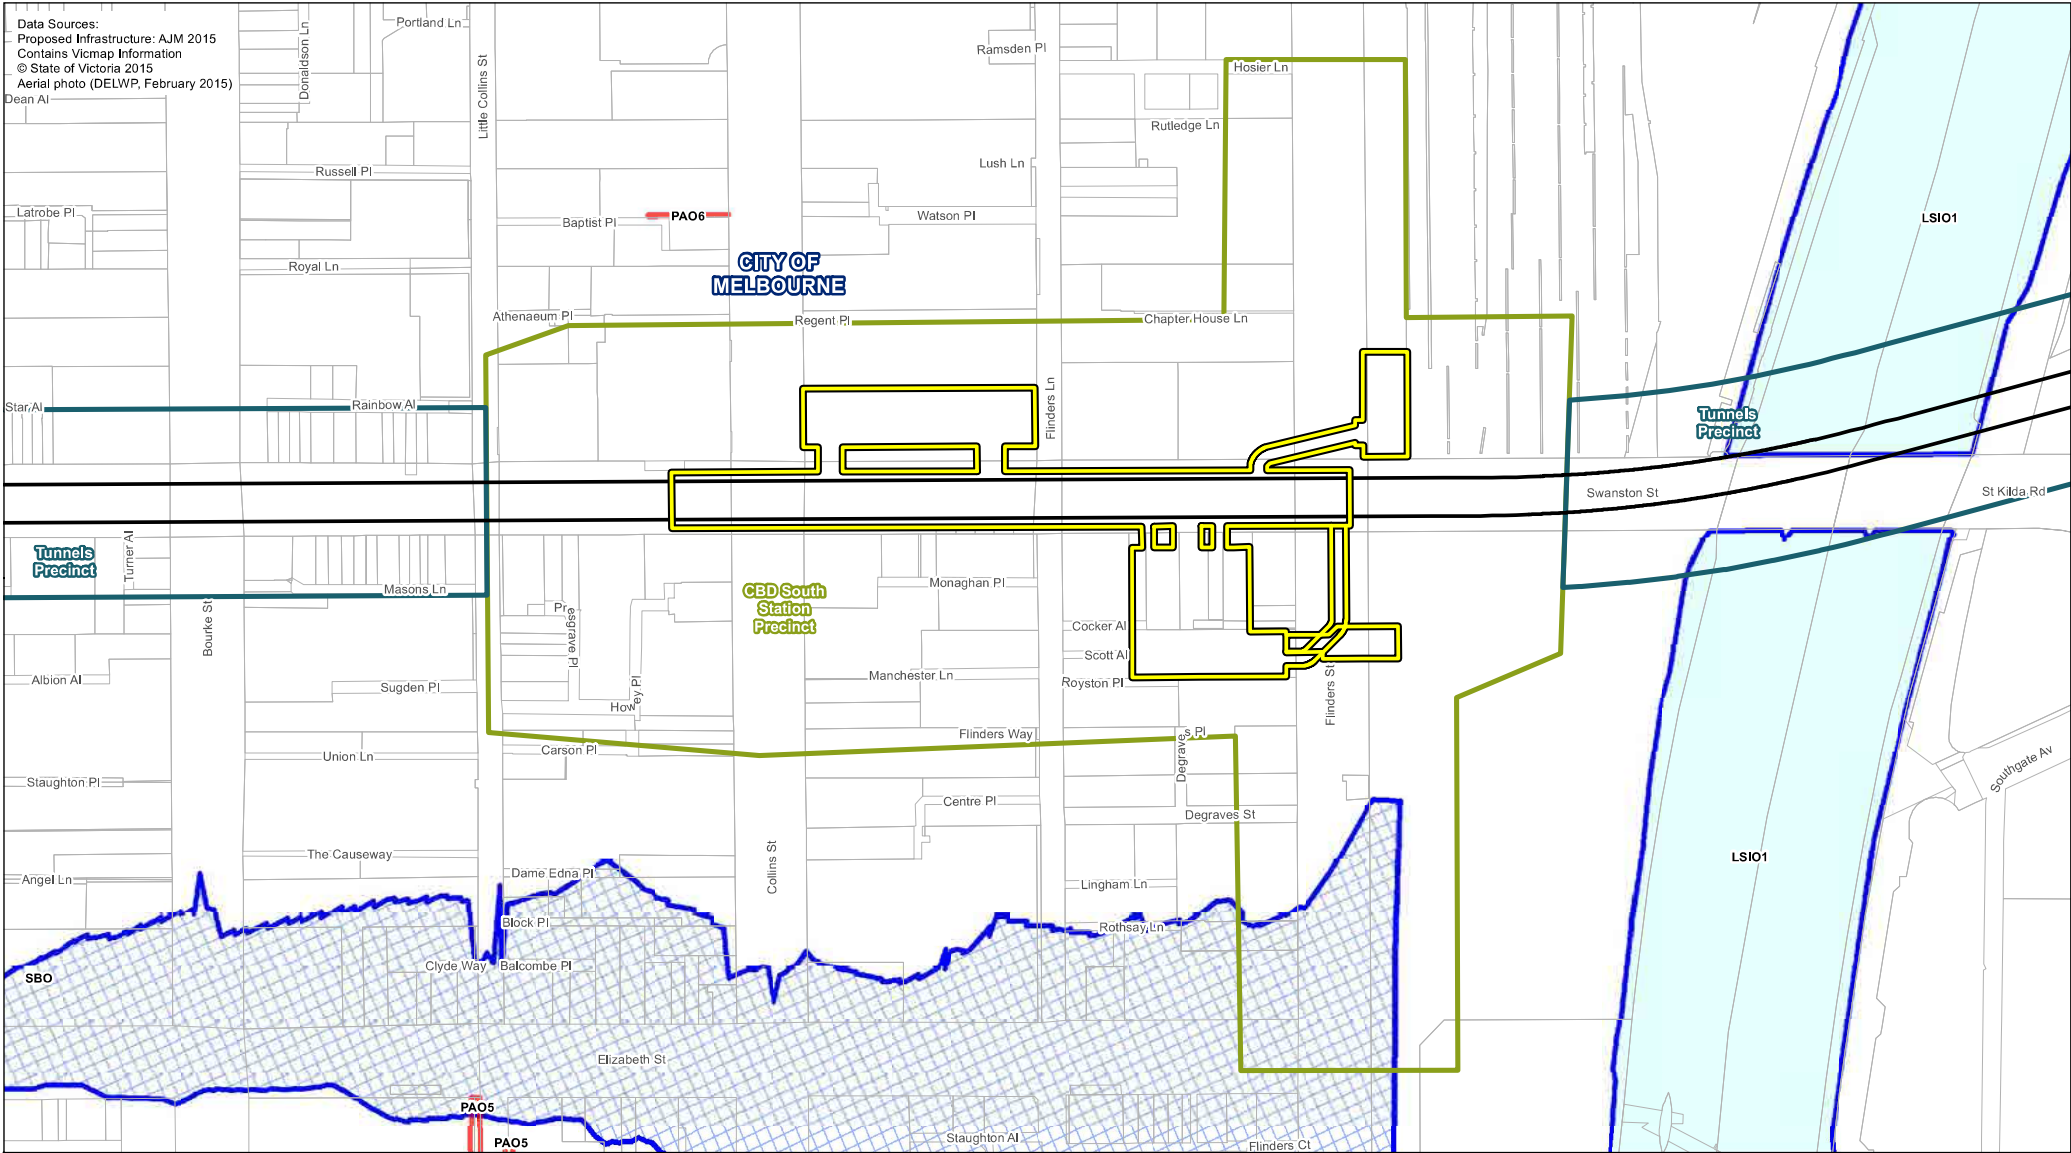 Data Sources:
Proposed Infrastructure: AJM 2015
Contains Vicmap Information
© State of Victoria 2015
Aerial photo (DELWP, February 2015)
Dean Al
Donaldson Ln
Portland Ln
Little Collins St
Ramsden Pl
Hosier Ln
Rutledge Ln
Lush Ln
Russell Pl
Latrobe Pl
Baptist Pl
PAO6
Watson Pl
LSIO1
Royal Ln
CITY OF
MELBOURNE
Athenaeum Pl
Regent Pl
Chapter House Ln
Star Al
Rainbow Al
Flinders Ln
Tunnels
Precinct
Swanston St
St Kilda Rd
Turner Al
Tunnels
Precinct
Masons Ln
Monaghan Pl
CBD South
Station
Precinct
Bourke St
Presgrave Pl
Cocker Al
Scott Al
Albion Al
Sugden Pl
Howey Pl
Manchester Ln
Royston Pl
Flinders St
Union Ln
Carson Pl
Flinders Way
Degraves Pl
Staughton Pl
Centre Pl
Degraves St
Southgate Av
The Causeway
Collins St
LSIO1
Angel Ln
Dame Edna Pl
Lingham Ln
Block Pl
Rothsay Ln
SBO
Clyde Way
Balcombe Pl
Elizabeth St
PAO5
PAO5
Staughton Al
Flinders Ct